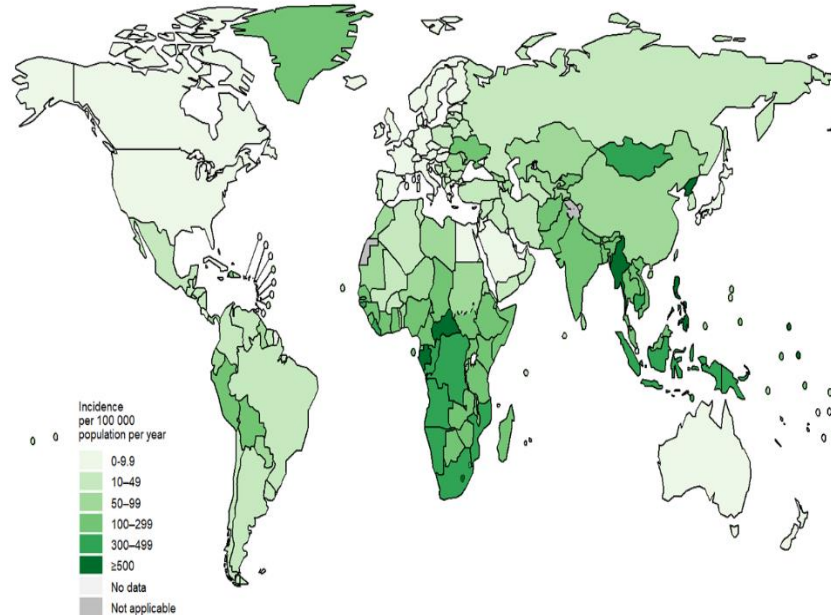 Incidence
per 100 000
population per year
0-9.9
10–49
50–99
100–299
300–499
≥500
No data
Not applicable